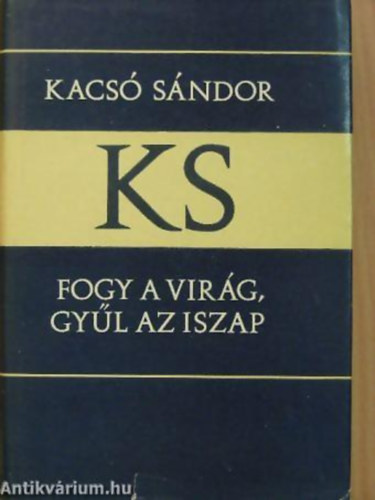 KACSÓ SÁNDOR
KS
FOGY A VIRÁG,
GYŰL AZ ISZAP
Antikvárium.hu